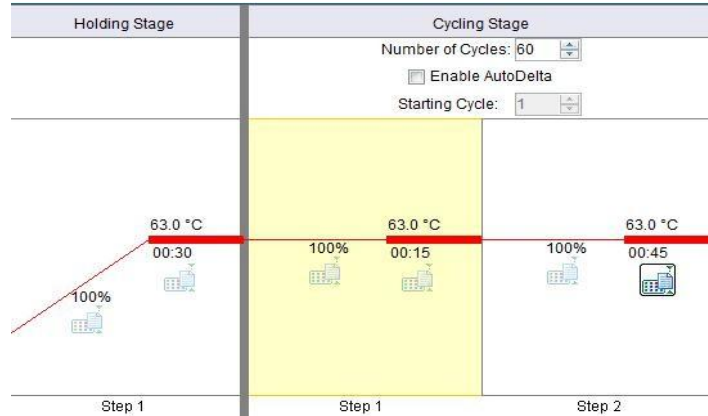 Holding Stage
Cycling Stage
Number of Cycles: 60
Enable AutoDelta
Starting Cycle: 1
63.0 °C
00:30
100%
63.0 °C
100%
00:15
63.0 °C
100%
00:45
Step 1
Step 1
Step 2